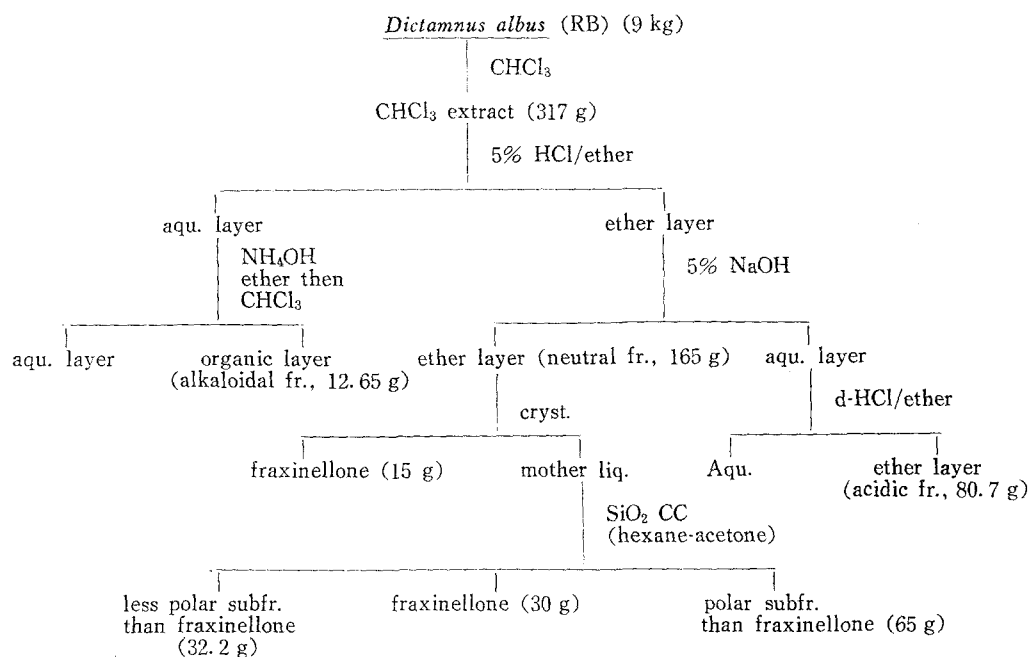 Dictamnus albus (RB) (9 kg)
CHCl₃
CHCl₃ extract (317 g)
5% HCl/ether
aqu. layer
ether layer
NH₄OH
ether then
CHCl₃
5% NaOH
aqu. layer
organic layer
(alkaloidal fr., 12.65 g)
ether layer (neutral fr., 165 g)
aqu. layer
cryst.
d-HCl/ether
fraxinellone (15 g)
mother liq.
Aqu.
ether layer
(acidic fr., 80.7 g)
SiO₂ CC
(hexane-acetone)
less polar subfr.
than fraxinellone
(32.2 g)
fraxinellone (30 g)
polar subfr.
than fraxinellone (65 g)